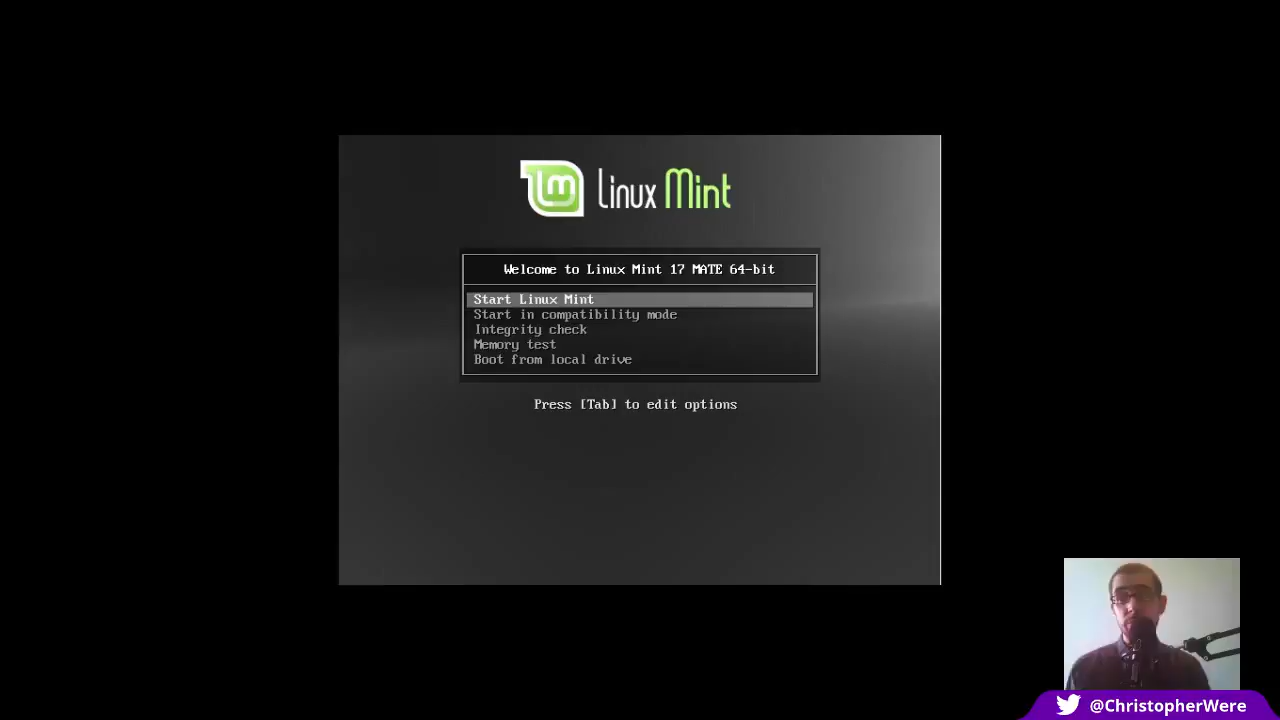 Lm Linux Mint
Welcome to Linux Mint 17 MATE 64-bit
Start Linux Mint
Start in compatibility mode
Integrity check
Memory test
Boot from local drive
Press [Tab] to edit options
@ChristopherWere